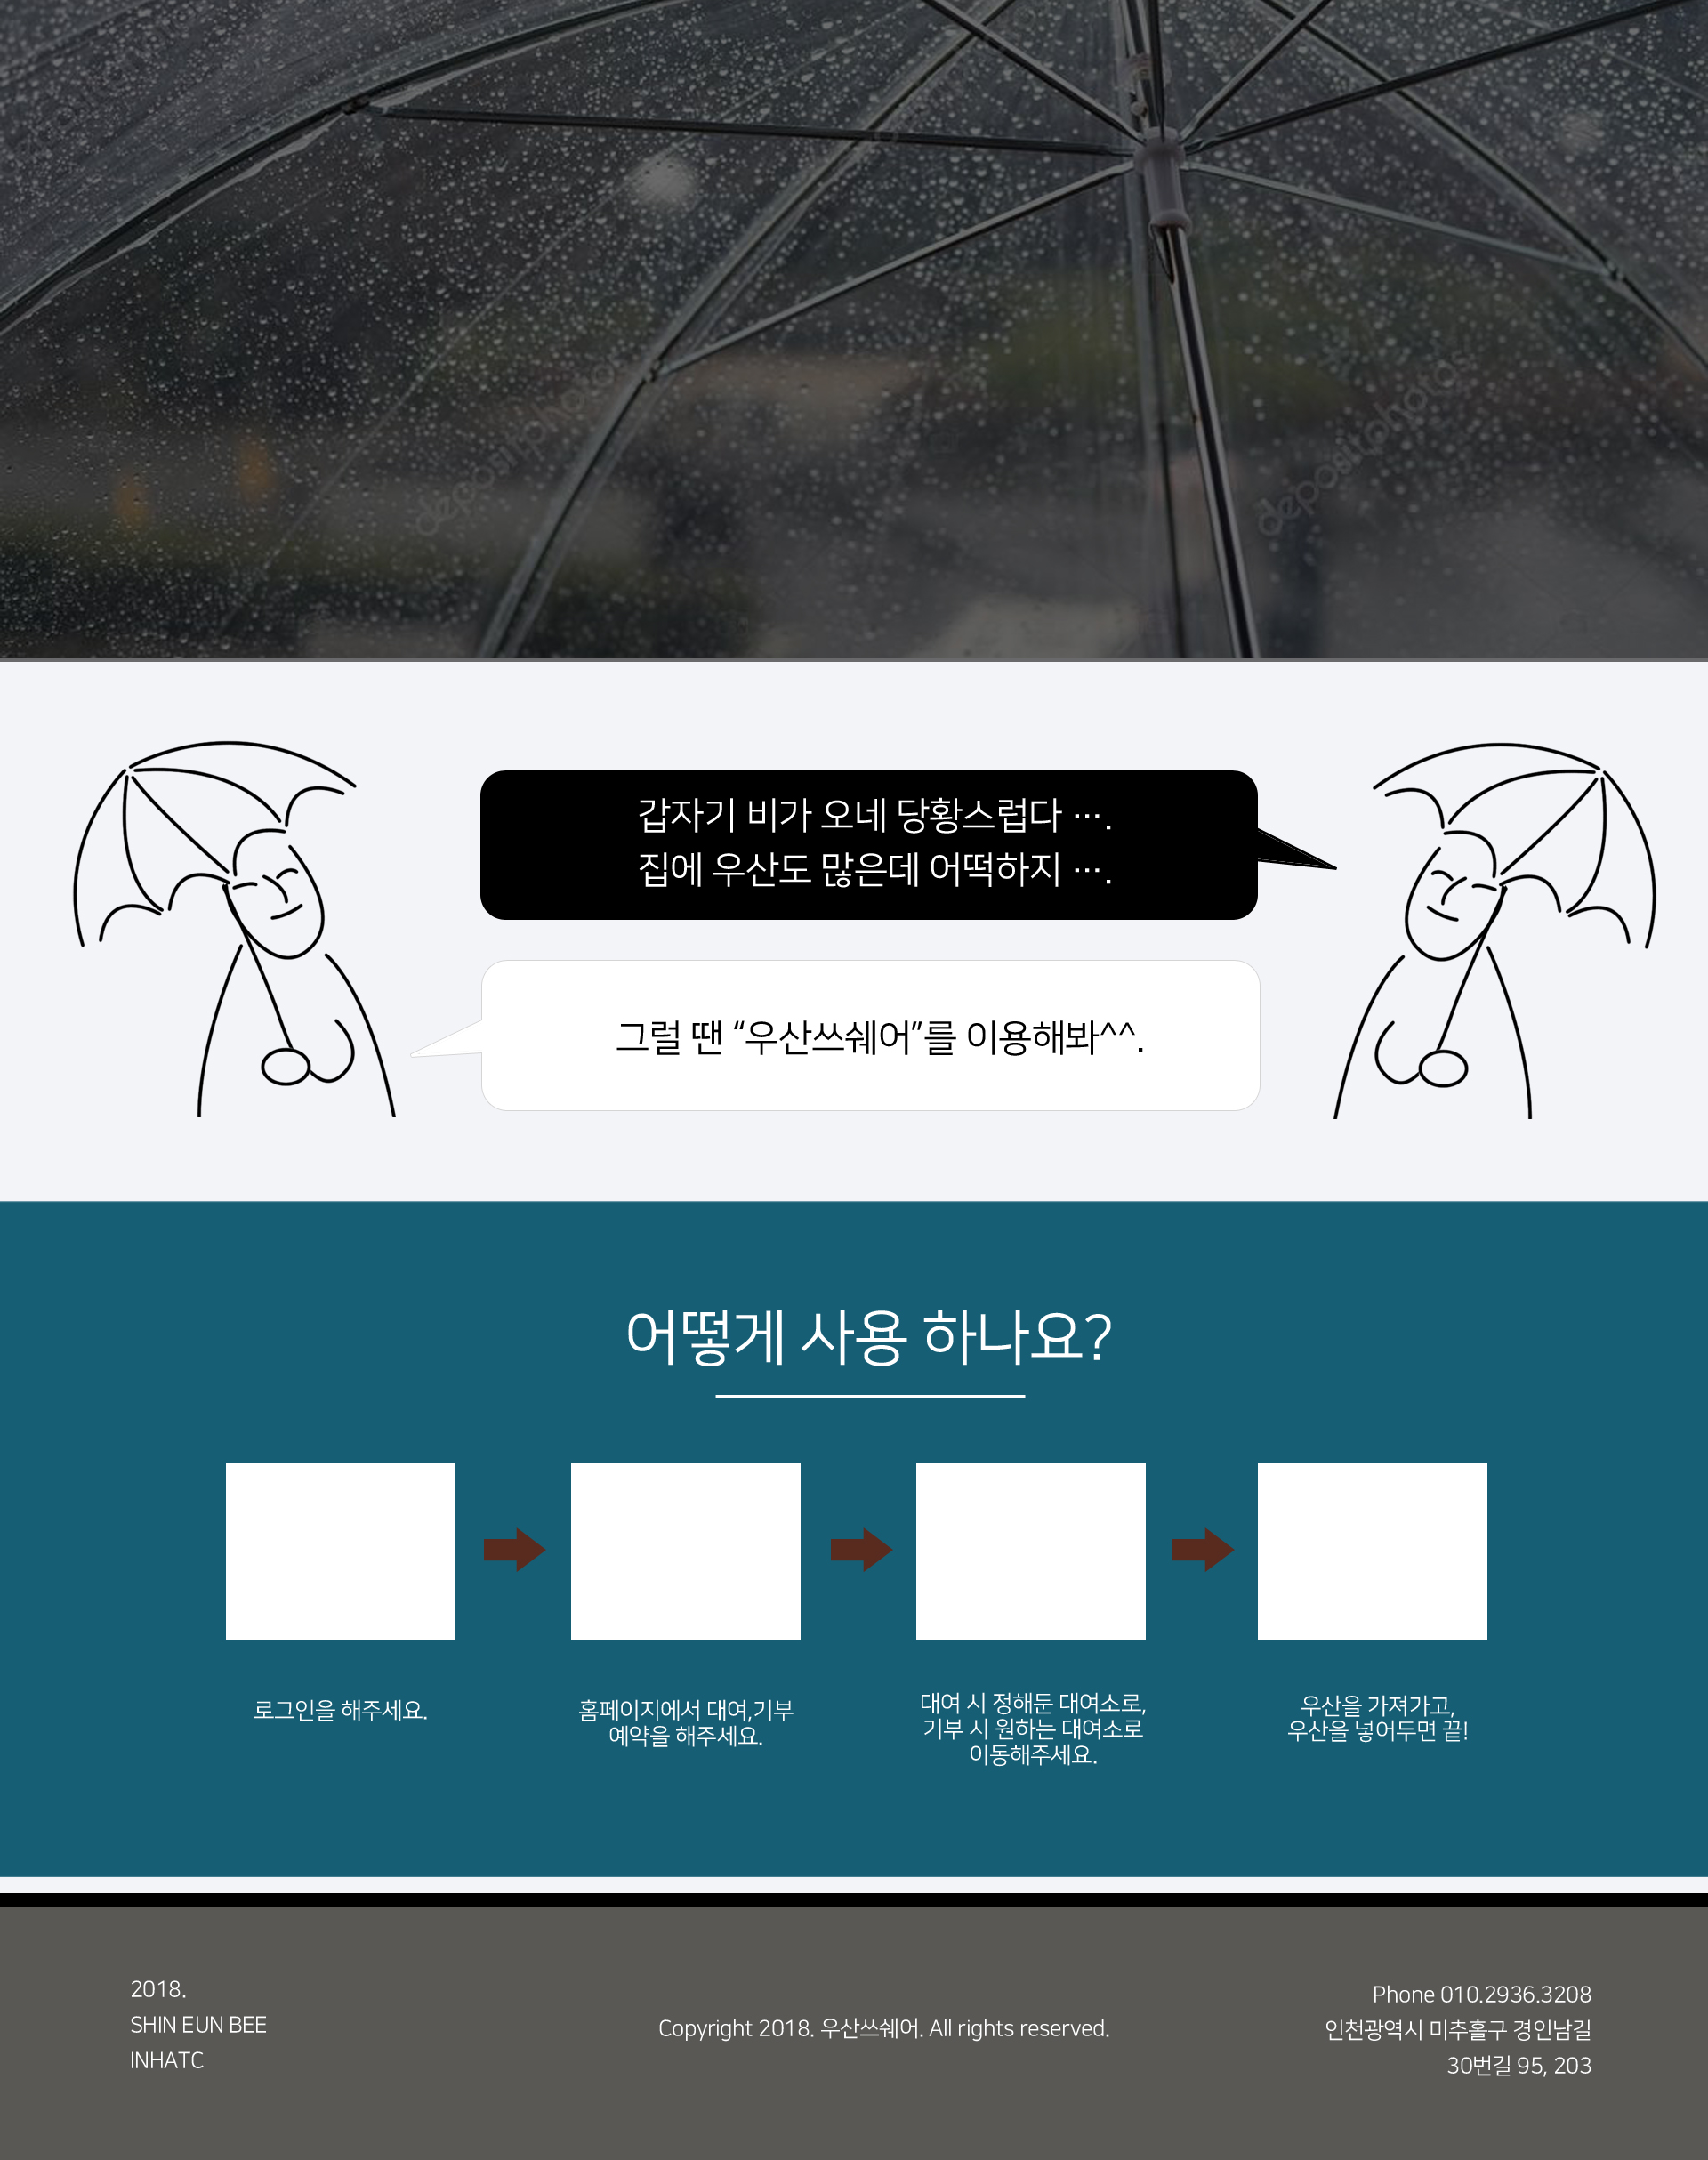 depositphotos
depositphotos
갑자기 비가 오네 당황스럽다 ….
집에 우산도 많은데 어떡하지 ….
그럴 땐 “우산쓰쉐어”를 이용해봐^^.
어떻게 사용 하나요?
로그인을 해주세요.
홈페이지에서 대여,기부
예약을 해주세요.
대여 시 정해둔 대여소로,
기부 시 원하는 대여소로
이동해주세요.
우산을 가져가고,
우산을 넣어두면 끝!
2018.
SHIN EUN BEE
INHATC
Copyright 2018. 우산쓰쉐어. All rights reserved.
Phone 010.2936.3208
인천광역시 미추홀구 경인남길
30번길 95, 203